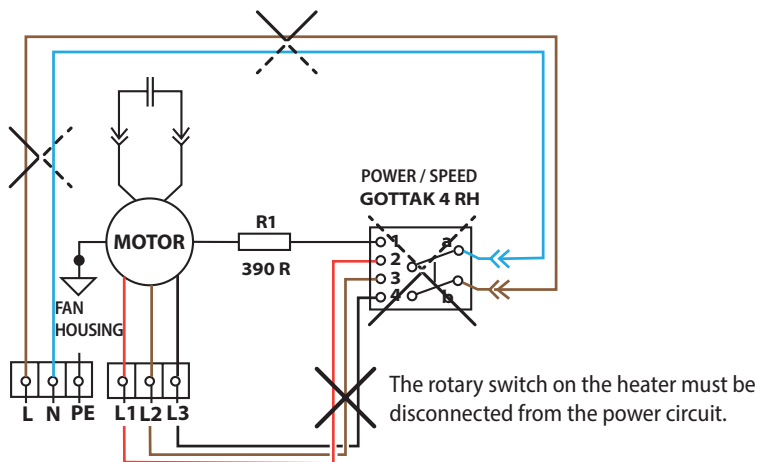 POWER / SPEED
GOTTAK 4 RH
R1
MOTOR
390 R
1
2
3
4
a
b
FAN
HOUSING
L N PE L1 L2 L3
The rotary switch on the heater must be
disconnected from the power circuit.